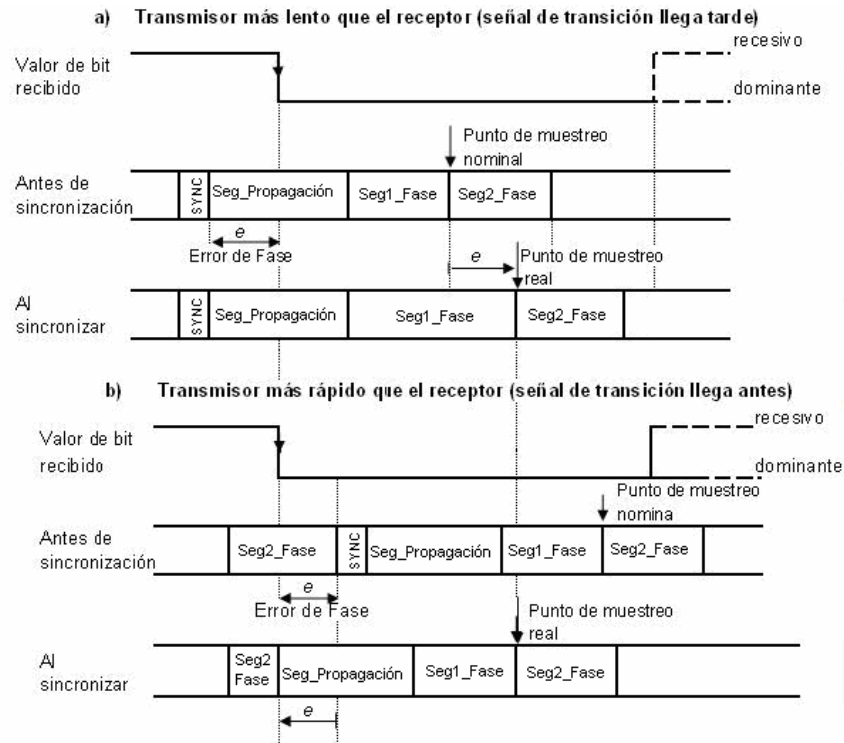 a) Transmisor más lento que el receptor (señal de transición llega tarde)
recesivo
Valor de bit
recibido
dominante
Punto de muestreo
nominal
Antes de
sincronización
SYNC
Seg_Propagación
Seg1_Fase
Seg2_Fase
e
Error de Fase
e
Punto de muestreo
real
Al
sincronizar
SYNC
Seg_Propagación
Seg1_Fase
Seg2_Fase
b) Transmisor más rápido que el receptor (señal de transición llega antes)
recesivo
Valor de bit
recibido
dominante
Punto de muestreo
nomina
Antes de
sincronización
Seg2_Fase
SYNC
Seg_Propagación
Seg1_Fase
Seg2_Fase
e
Error de Fase
Punto de muestreo
real
Al
sincronizar
Seg2
Fase
Seg_Propagación
Seg1_Fase
Seg2_Fase
e